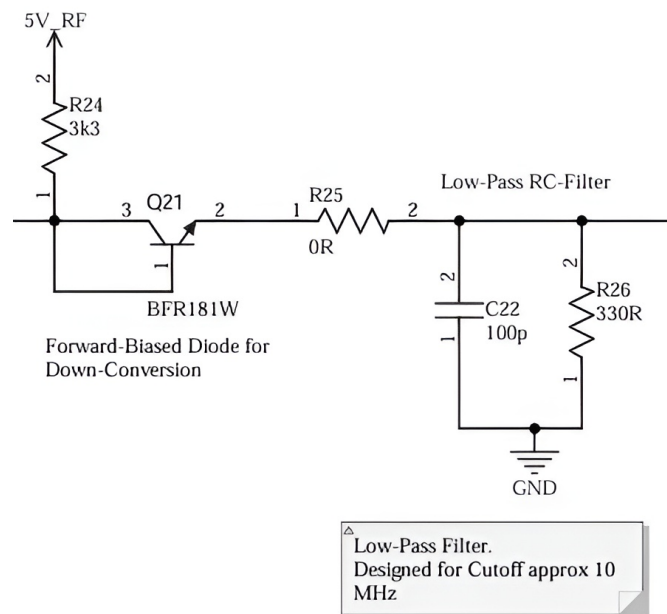 5V_RF
2
R24
3k3
1
Q21
3
2
1
BFR181W
Forward-Biased Diode for
Down-Conversion
R25
1
2
0R
Low-Pass RC-Filter
2
C22
100p
1
2
R26
330R
1
GND
Low-Pass Filter.
Designed for Cutoff approx 10
MHz